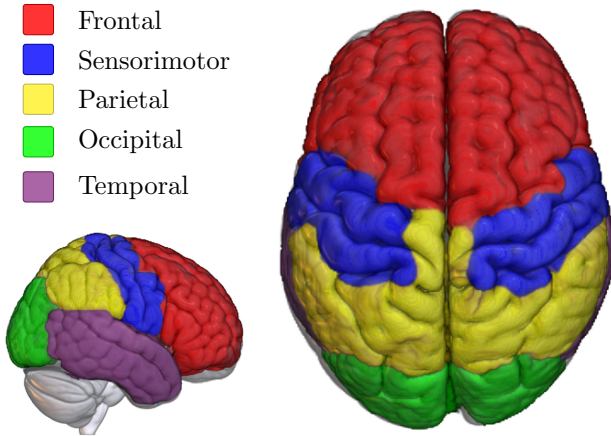 Frontal
Sensorimotor
Parietal
Occipital
Temporal